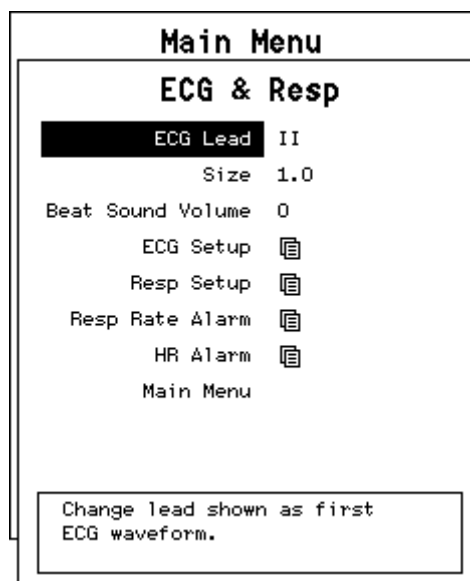 Main Menu
ECG & Resp
ECG Lead II
Size 1.0
Beat Sound Volume 0
ECG Setup
Resp Setup
Resp Rate Alarm
HR Alarm
Main Menu
Change lead shown as first
ECG waveform.